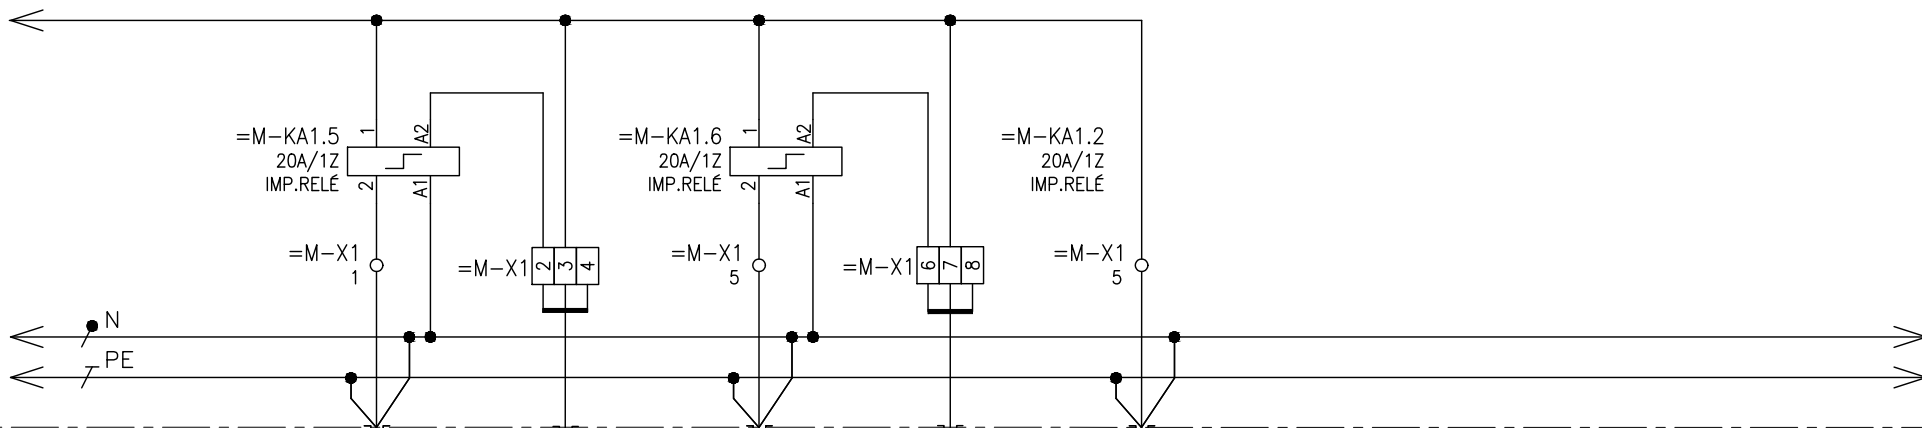 =M-KA1.5
20A/1Z
IMP.RELÉ
1
A2
2
A1
=M-X1
1
=M-X1
2
3
4
=M-KA1.6
20A/1Z
IMP.RELÉ
1
A2
2
A1
=M-X1
5
=M-X1
6
7
8
=M-KA1.2
20A/1Z
IMP.RELÉ
=M-X1
5
N
PE